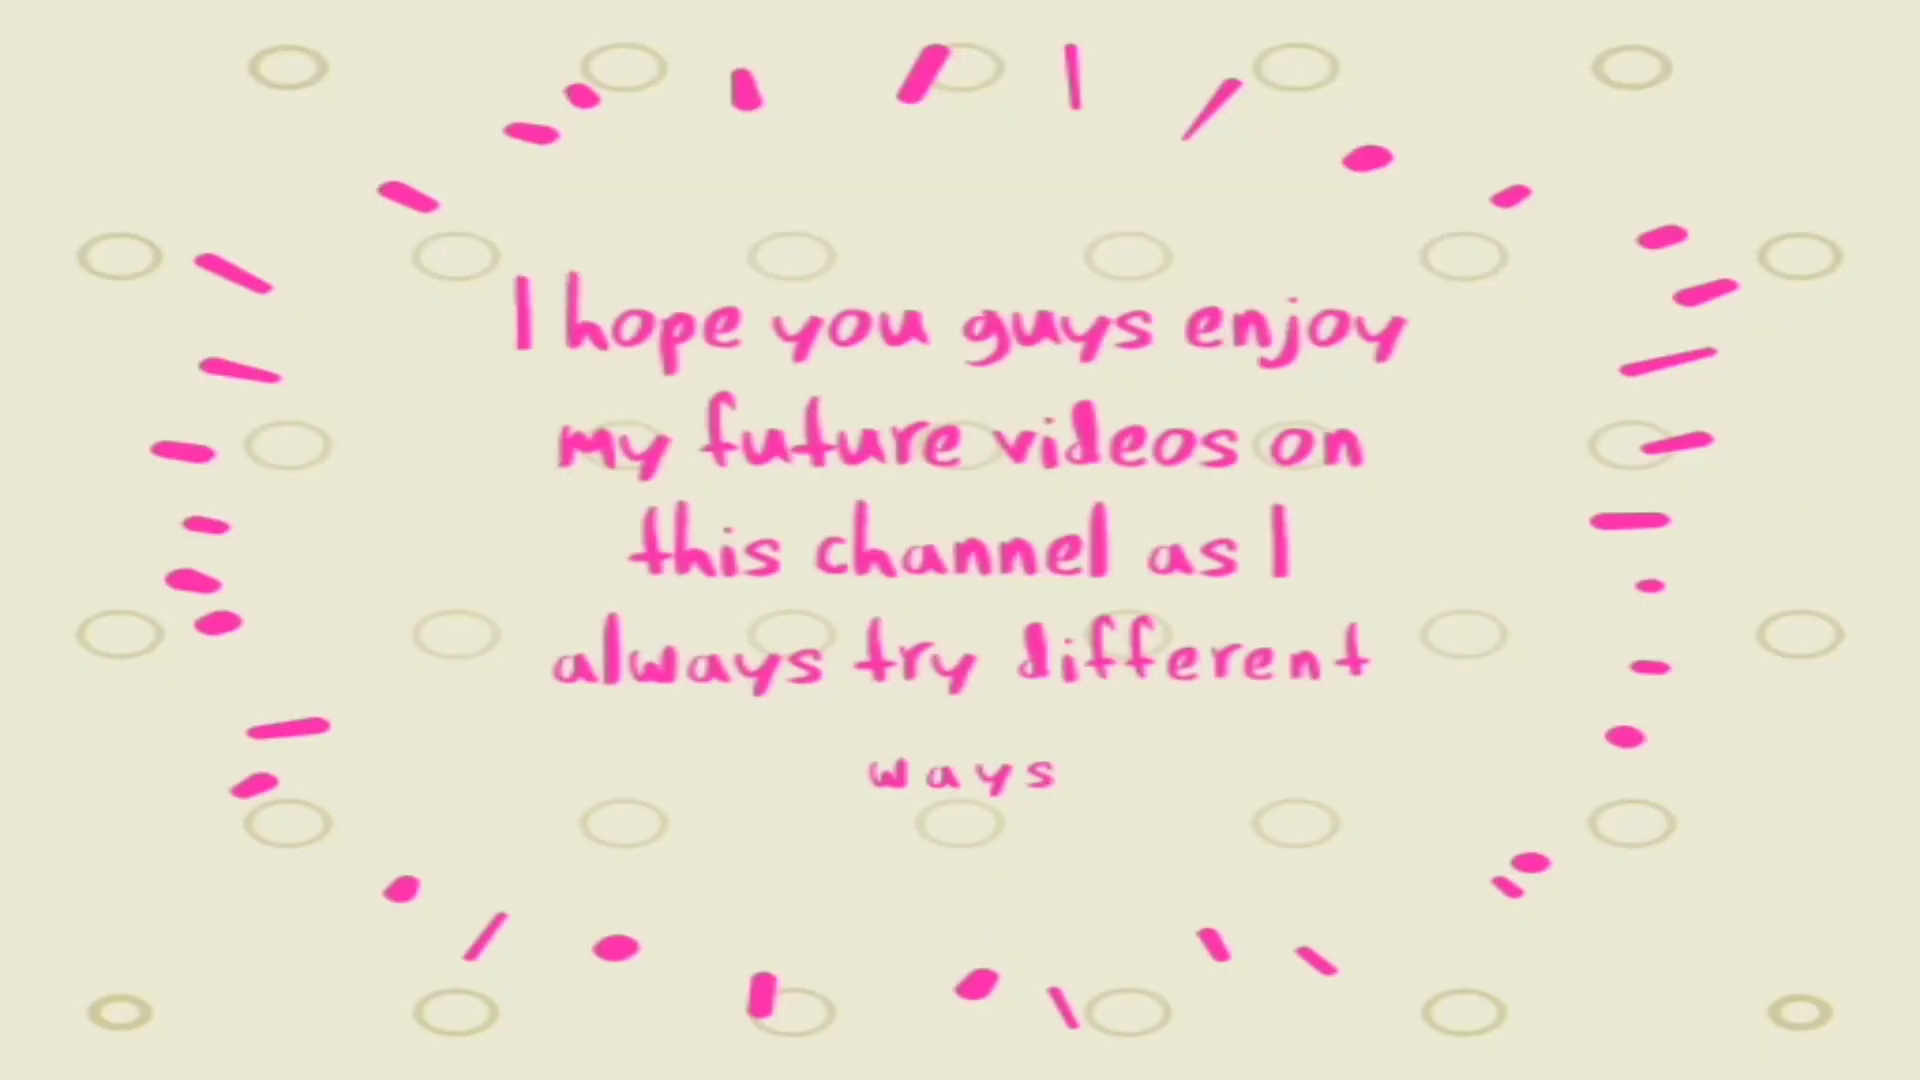 I hope you guys enjoy
my future videos on
this channel as I
always try different
ways